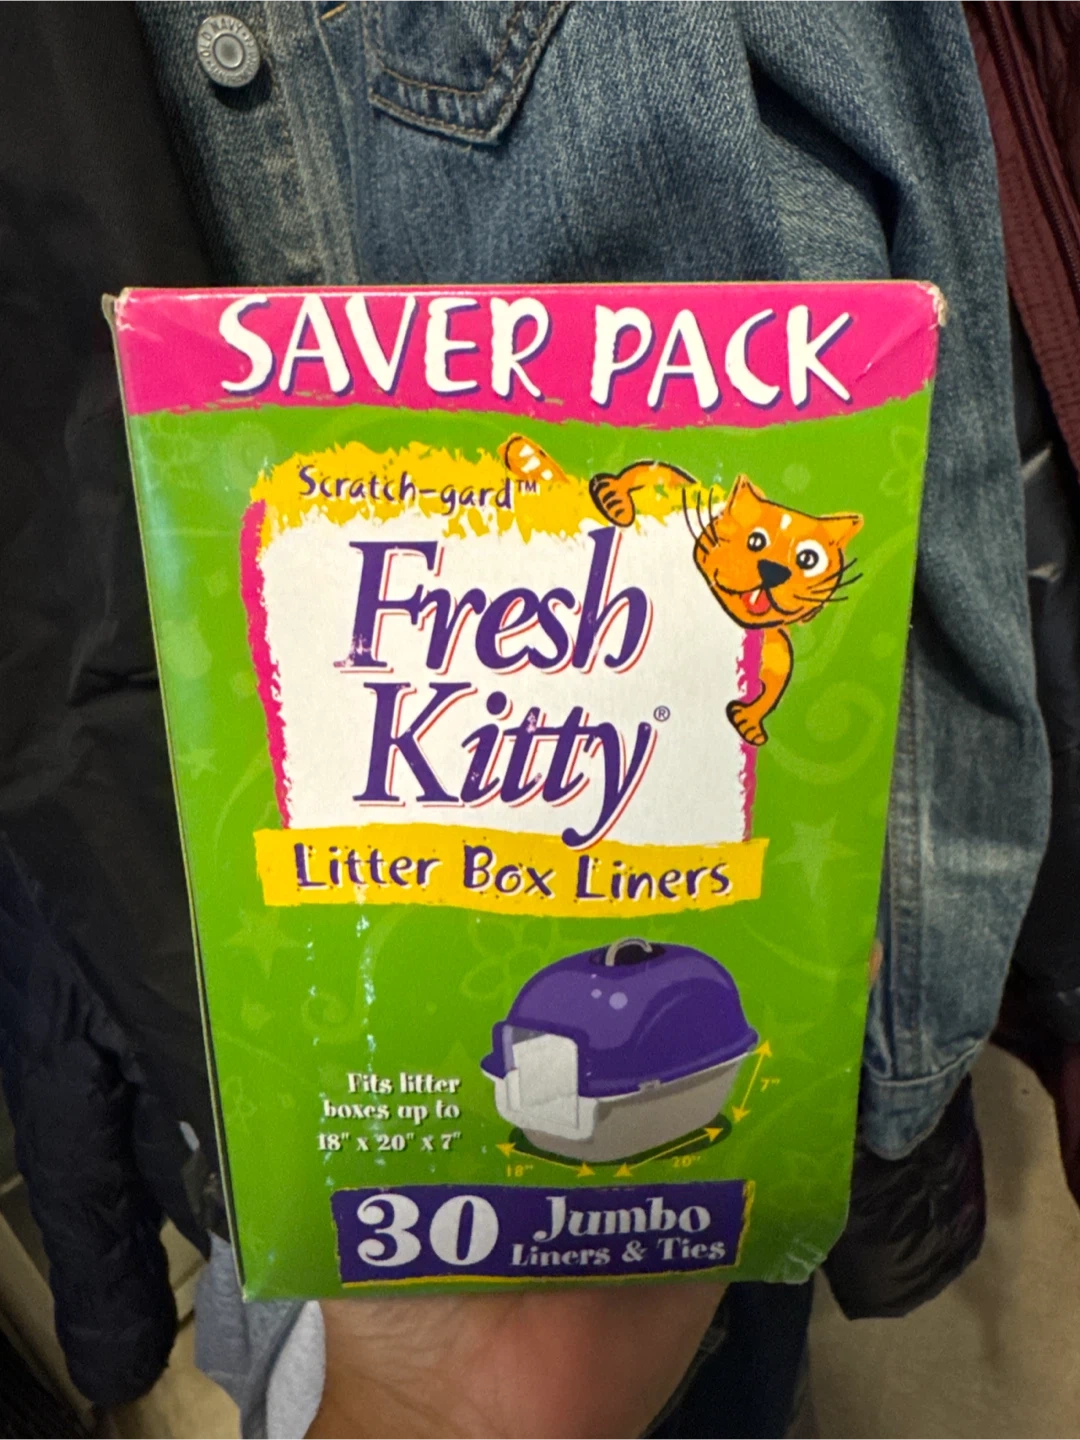 SAVER PACK
Scratch-gard™
Fresh
Kitty®
Litter Box Liners
Fits litter
boxes up to
18" x 20" x 7"
7"
18"
20"
30 Jumbo
Liners & Ties